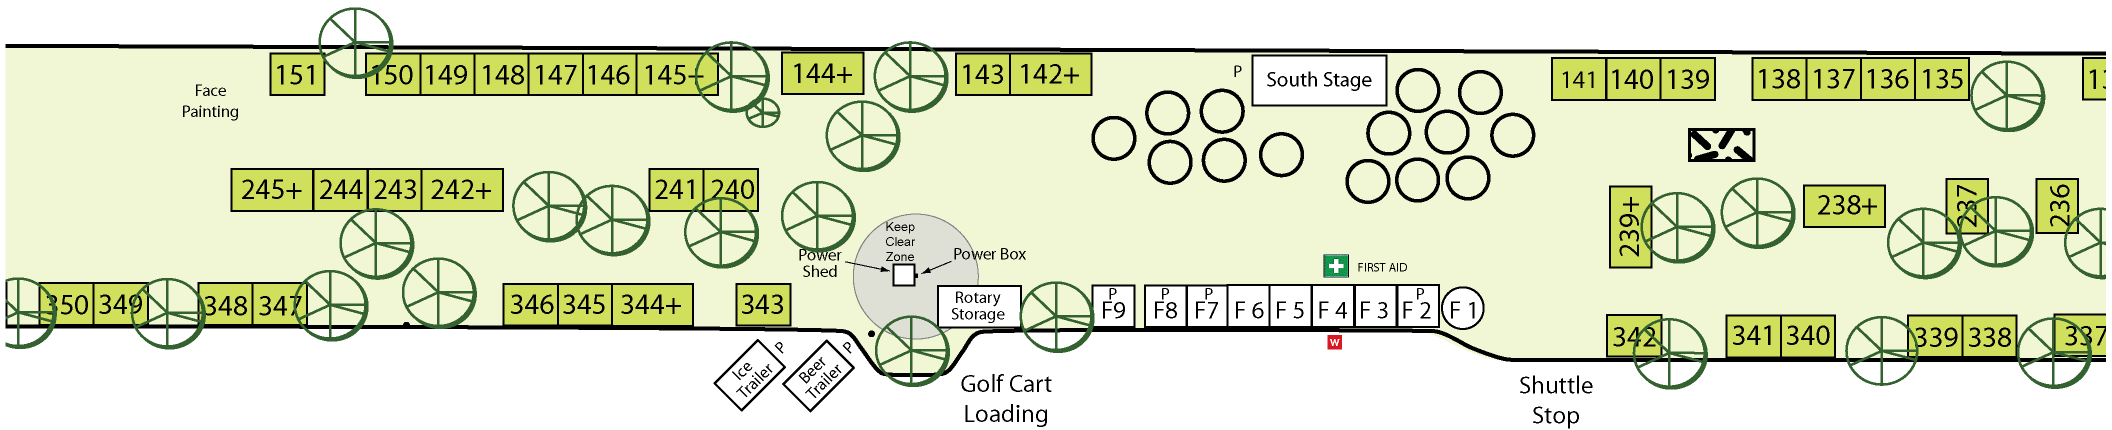 151
150 149 148 147 146 145+
144+
143 142+
P
South Stage
141 140 139
138 137 136 135
Face
Painting
245+ 244 243 242+
241 240
239+
238+
237
236
Keep
Clear
Zone
Power
Shed
Power Box
FIRST AID
350 349
348 347
346 345 344+
343
Rotary
Storage
P
F9
P
F8
P
F7
F 6
F 5
F 4
F 3
P
F 2
F 1
W
342
341 340
339 338
337
Ice
Trailer
P
Beer
Trailer
P
Golf Cart
Loading
Shuttle
Stop